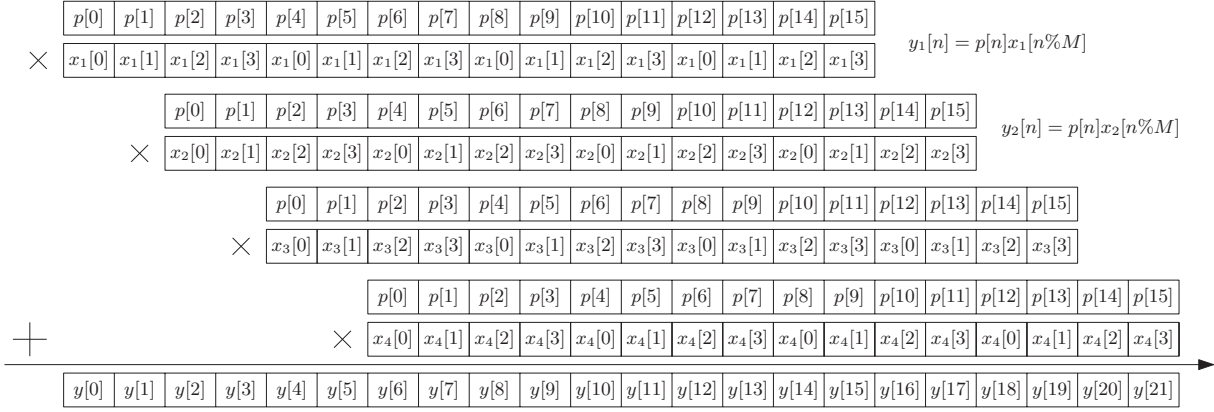 p[0] p[1] p[2] p[3] p[4] p[5] p[6] p[7] p[8] p[9] p[10] p[11] p[12] p[13] p[14] p[15]
y₁[n] = p[n]x₁[n%M]
× x₁[0] x₁[1] x₁[2] x₁[3] x₁[0] x₁[1] x₁[2] x₁[3] x₁[0] x₁[1] x₁[2] x₁[3] x₁[0] x₁[1] x₁[2] x₁[3]
p[0] p[1] p[2] p[3] p[4] p[5] p[6] p[7] p[8] p[9] p[10] p[11] p[12] p[13] p[14] p[15]
y₂[n] = p[n]x₂[n%M]
× x₂[0] x₂[1] x₂[2] x₂[3] x₂[0] x₂[1] x₂[2] x₂[3] x₂[0] x₂[1] x₂[2] x₂[3] x₂[0] x₂[1] x₂[2] x₂[3]
p[0] p[1] p[2] p[3] p[4] p[5] p[6] p[7] p[8] p[9] p[10] p[11] p[12] p[13] p[14] p[15]
× x₃[0] x₃[1] x₃[2] x₃[3] x₃[0] x₃[1] x₃[2] x₃[3] x₃[0] x₃[1] x₃[2] x₃[3] x₃[0] x₃[1] x₃[2] x₃[3]
p[0] p[1] p[2] p[3] p[4] p[5] p[6] p[7] p[8] p[9] p[10] p[11] p[12] p[13] p[14] p[15]
+ × x₄[0] x₄[1] x₄[2] x₄[3] x₄[0] x₄[1] x₄[2] x₄[3] x₄[0] x₄[1] x₄[2] x₄[3] x₄[0] x₄[1] x₄[2] x₄[3]
y[0] y[1] y[2] y[3] y[4] y[5] y[6] y[7] y[8] y[9] y[10] y[11] y[12] y[13] y[14] y[15] y[16] y[17] y[18] y[19] y[20] y[21]